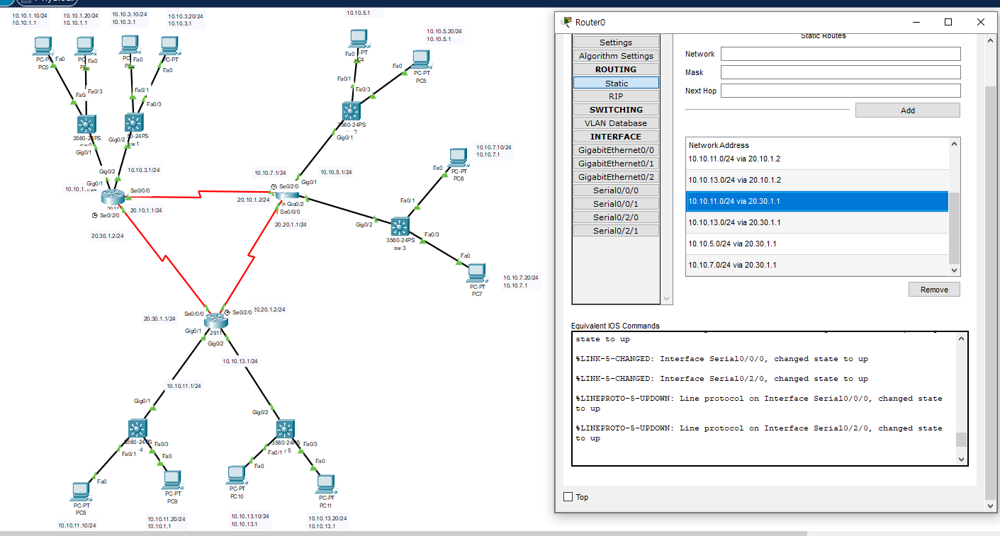 Physical
10.10.1.10/24
10.10.1.1
10.10.1.20/24
10.10.1.1
10.10.3.10/24
10.10.3.1
10.10.3.20/24
10.10.3.1
10.10.5.1
10.10.5.20/24
10.10.5.1
PC-PT
PC0
Fa0
Fa0
Fa0
PC-PT
Fa0
Fa0
PC4
Fa0
PC-PT
PC5
Fa0/3
Fa0/1
Fa0/3
Fa0/1
Fa0/3
3560-24PS
Gig0/1
Gig0/2
sw 1
3560-24PS
Gig0/1
Gig0/2
10.10.3.1/24
Gig0/1
Se0/0/0
20.10.1.1/24
Se0/2/0
20.30.1.2/24
10.10.7.1/24
10.10.5.1/24
Se0/2/0
Gig0/1
20.10.1.2/24
Gig0/2
Se0/0/0
20.20.1.1/24
10.10.7.10/24
10.10.7.1
Fa0
PC-PT
PC6
Fa0/1
Gig0/2
Fa0/3
3560-24PS
sw 3
Fa0
PC-PT
PC7
10.10.7.20/24
10.10.7.1
20.30.1.1/24
Se0/0/0
Se0/2/0
20.20.1.2/24
Gig0/1
2911
Gig0/2
10.10.13.1/24
10.10.11.1/24
Gig0/1
Gig0/2
3560-24PS
4
Fa0/1
Fa0/3
3560-24PS
5
Fa0/1
Fa0/3
Fa0
Fa0
Fa0
Fa0
PC-PT
PC8
PC-PT
PC9
PC-PT
PC10
PC-PT
PC11
10.10.11.10/24
10.10.11.20/24
10.10.1.1
10.10.13.10/24
10.10.13.1
10.10.13.20/24
10.10.13.1
Router0
Settings
Algorithm Settings
ROUTING
Static
RIP
SWITCHING
VLAN Database
INTERFACE
GigabitEthernet0/0
GigabitEthernet0/1
GigabitEthernet0/2
Serial0/0/0
Serial0/0/1
Serial0/2/0
Serial0/2/1
Static Routes
Network
Mask
Next Hop
Add
Network Address
10.10.11.0/24 via 20.10.1.2
10.10.13.0/24 via 20.10.1.2
10.10.11.0/24 via 20.30.1.1
10.10.13.0/24 via 20.30.1.1
10.10.5.0/24 via 20.30.1.1
10.10.7.0/24 via 20.30.1.1
Remove
Equivalent IOS Commands
state to up
%LINK-5-CHANGED: Interface Serial0/0/0, changed state to up
%LINK-5-CHANGED: Interface Serial0/2/0, changed state to up
%LINEPROTO-5-UPDOWN: Line protocol on Interface Serial0/0/0, changed state
to up
%LINEPROTO-5-UPDOWN: Line protocol on Interface Serial0/2/0, changed state
to up
Top